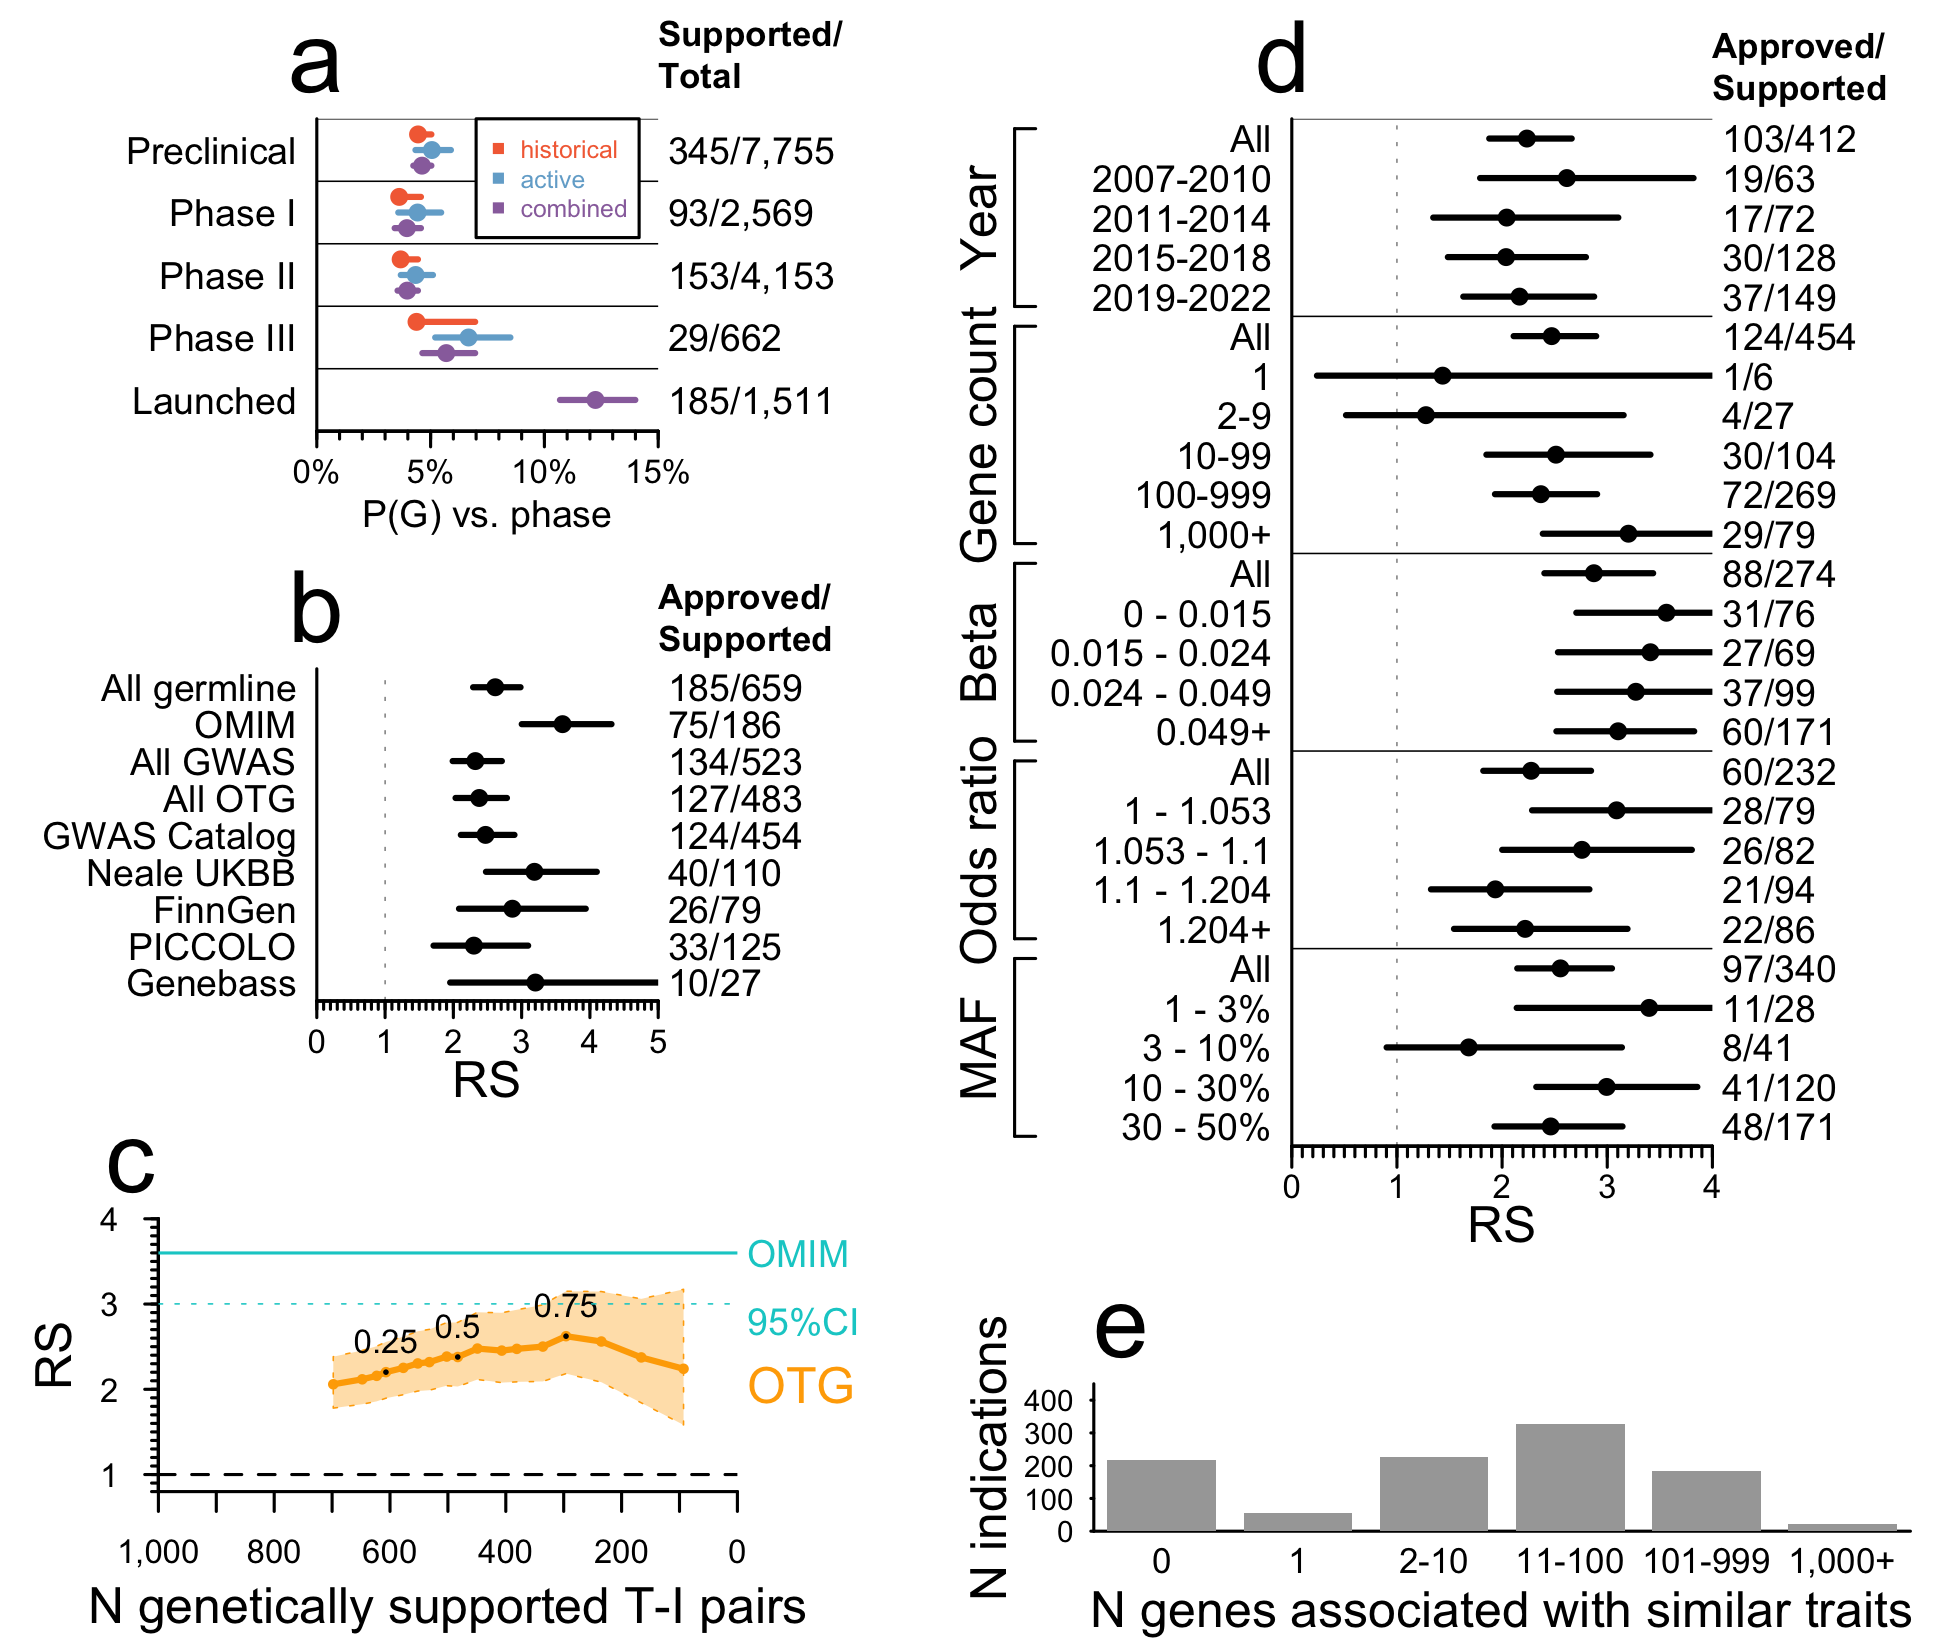 a
Supported/
Total
Preclinical 345/7,755
Phase I 93/2,569
Phase II 153/4,153
Phase III 29/662
Launched 185/1,511
historical
active
combined
0% 5% 10% 15%
P(G) vs. phase
b
Approved/
Supported
All germline 185/659
OMIM 75/186
All GWAS 134/523
All OTG 127/483
GWAS Catalog 124/454
Neale UKBB 40/110
FinnGen 26/79
PICCOLO 33/125
Genebass 10/27
0 1 2 3 4 5
RS
c
4
3
2
1
RS
OMIM
95%CI
OTG
0.25 0.5 0.75
1,000 800 600 400 200 0
N genetically supported T-I pairs
d
Approved/
Supported
Year
All 103/412
2007-2010 19/63
2011-2014 17/72
2015-2018 30/128
2019-2022 37/149
Gene count
All 124/454
1 1/6
2-9 4/27
10-99 30/104
100-999 72/269
1,000+ 29/79
Beta
All 88/274
0 - 0.015 31/76
0.015 - 0.024 27/69
0.024 - 0.049 37/99
0.049+ 60/171
Odds ratio
All 60/232
1 - 1.053 28/79
1.053 - 1.1 26/82
1.1 - 1.204 21/94
1.204+ 22/86
MAF
All 97/340
1 - 3% 11/28
3 - 10% 8/41
10 - 30% 41/120
30 - 50% 48/171
0 1 2 3 4
RS
e
N indications
400
300
200
100
0
0 1 2-10 11-100 101-999 1,000+
N genes associated with similar traits